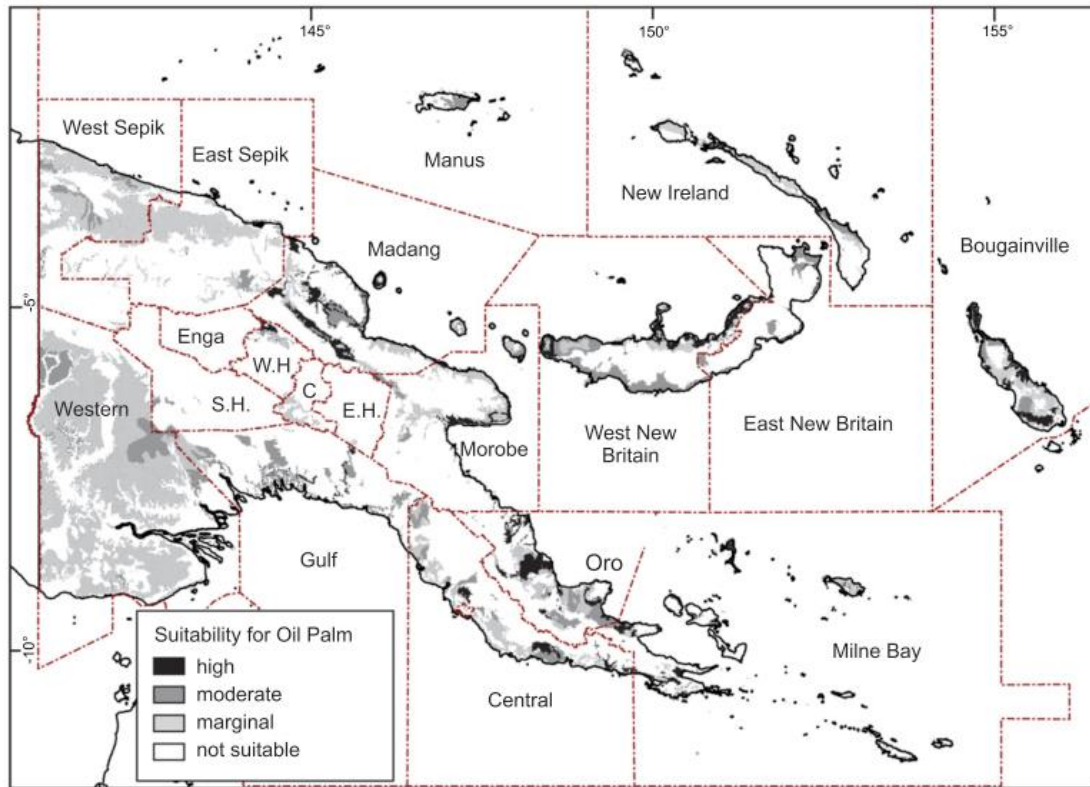 145°
150°
155°
West Sepik
East Sepik
Manus
New Ireland
Madang
Bougainville
-5°
Enga
W.H
C
S.H.
E.H.
Western
Morobe
West New
Britain
East New Britain
Gulf
Oro
-10°
Milne Bay
Central
Suitability for Oil Palm
high
moderate
marginal
not suitable